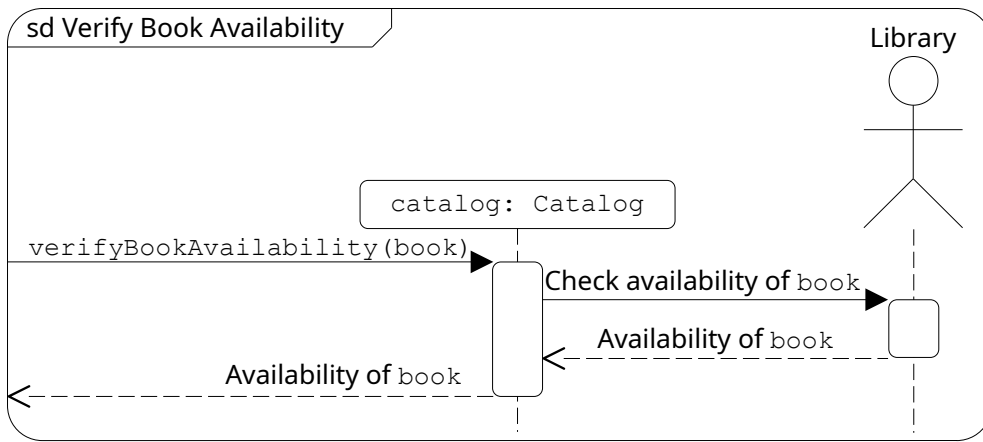 sd Verify Book Availability
Library
catalog: Catalog
verifyBookAvailability(book)
Check availability of book
Availability of book
Availability of book